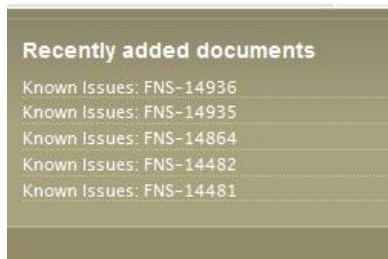 Recently added documents
Known Issues: FNS-14936
Known Issues: FNS-14935
Known Issues: FNS-14864
Known Issues: FNS-14482
Known Issues: FNS-14481